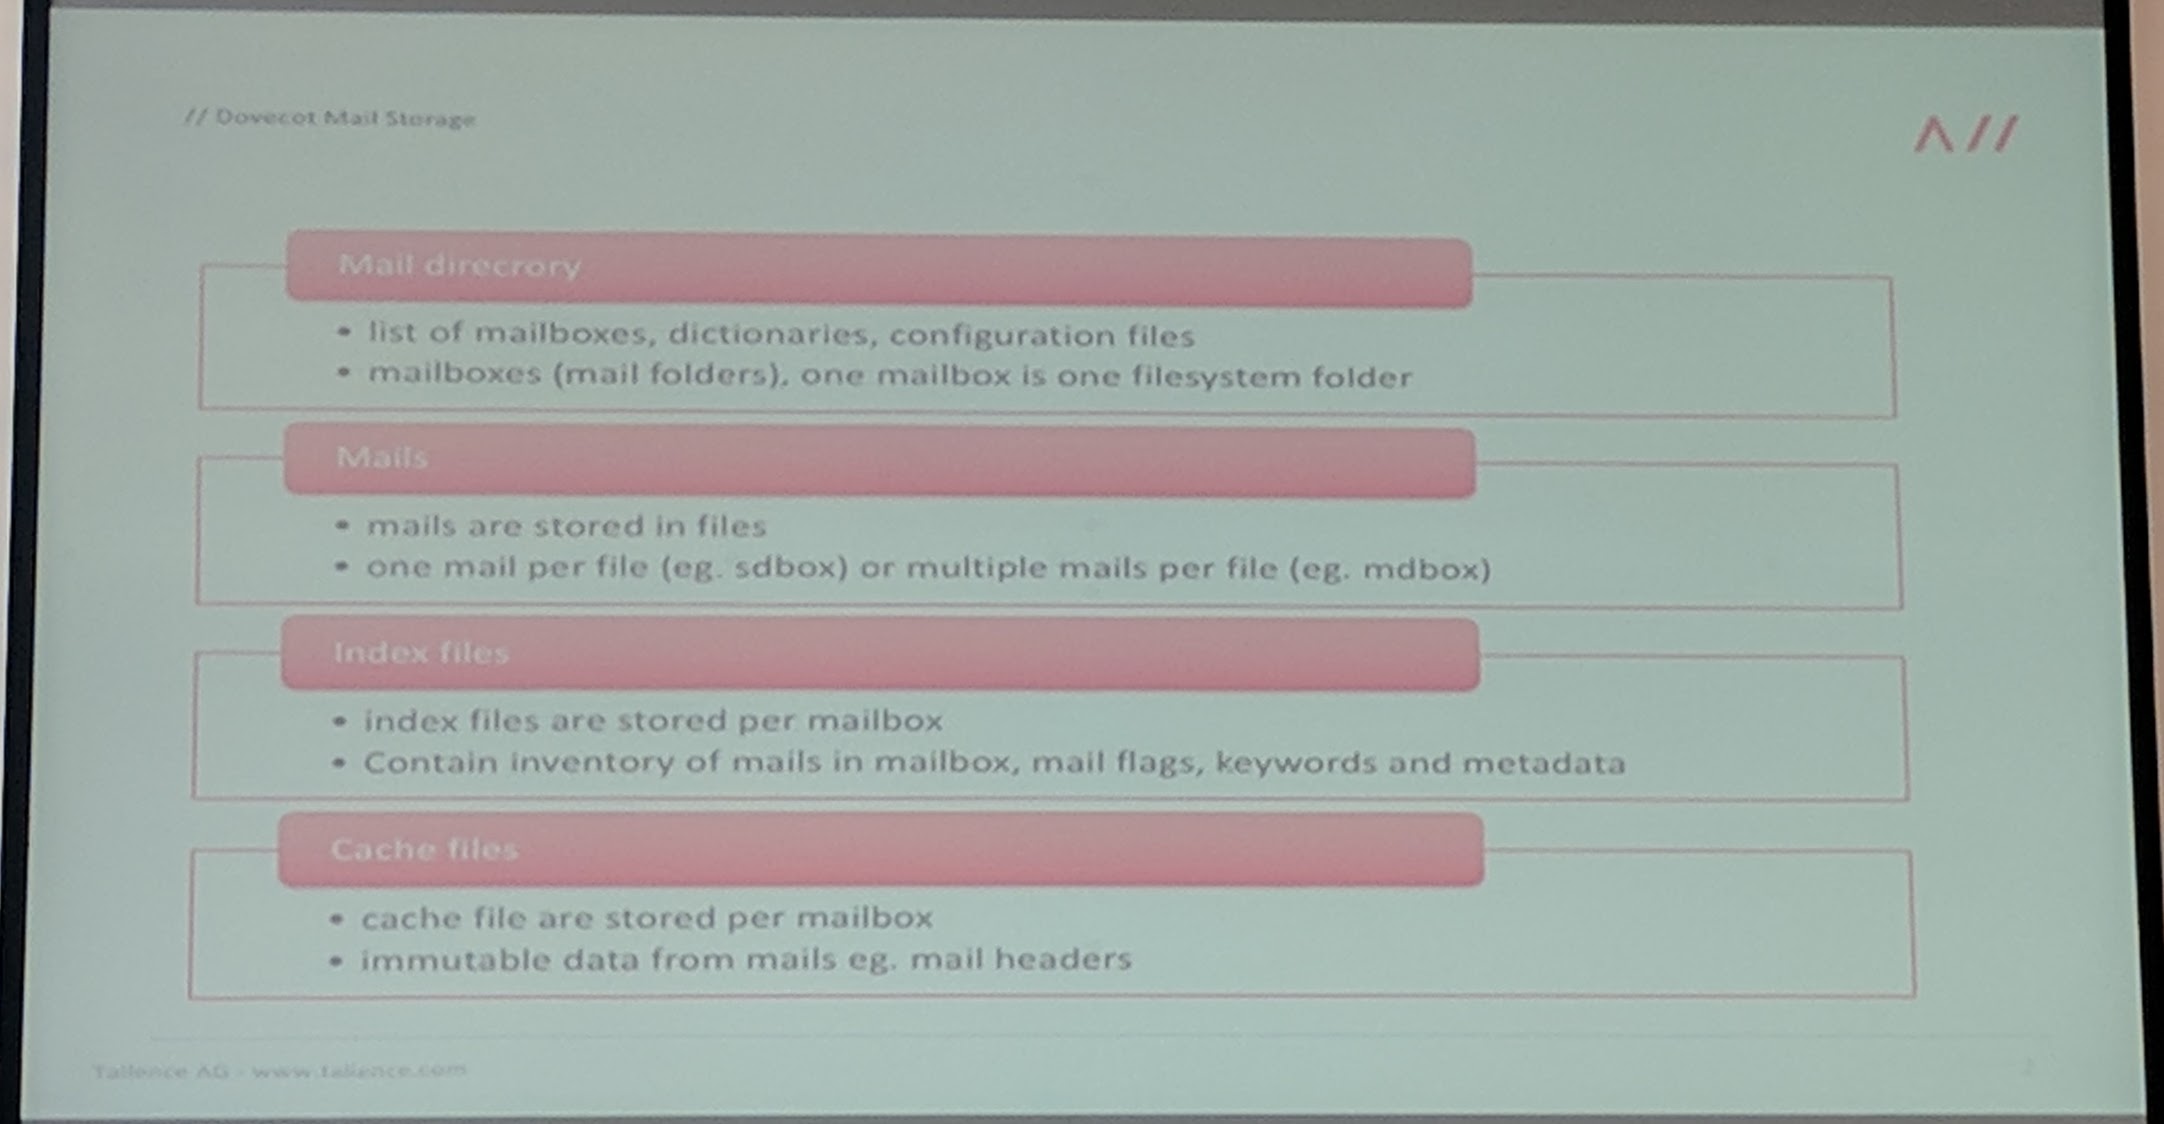 // Dovecot Mail Storage
Mail direcrory
• list of mailboxes, dictionaries, configuration files
• mailboxes (mail folders), one mailbox is one filesystem folder
Mails
• mails are stored in files
• one mail per file (eg. sdbox) or multiple mails per file (eg. mdbox)
Index files
• index files are stored per mailbox
• Contain inventory of mails in mailbox, mail flags, keywords and metadata
Cache files
• cache file are stored per mailbox
• immutable data from mails eg. mail headers
Tallence AG - www.tallence.com